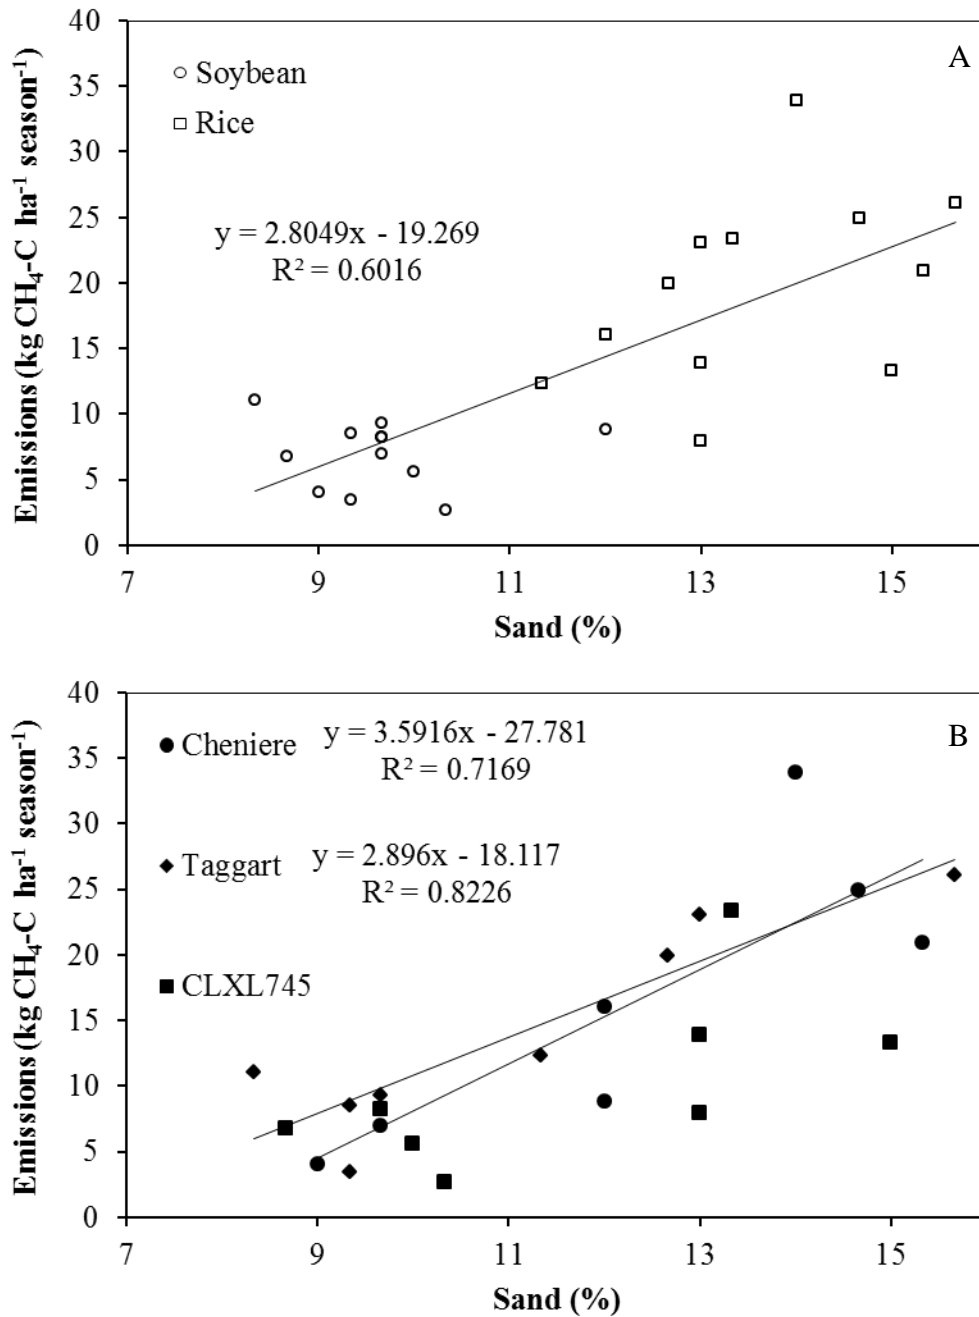 A
Emissions (kg CH₄-C ha⁻¹ season⁻¹)
40
35
30
25
20
15
10
5
0
Soybean
Rice
y = 2.8049x - 19.269
R² = 0.6016
7 9 11 13 15
Sand (%)
B
Emissions (kg CH₄-C ha⁻¹ season⁻¹)
40
35
30
25
20
15
10
5
0
Cheniere y = 3.5916x - 27.781
R² = 0.7169
Taggart y = 2.896x - 18.117
R² = 0.8226
CLXL745
7 9 11 13 15
Sand (%)